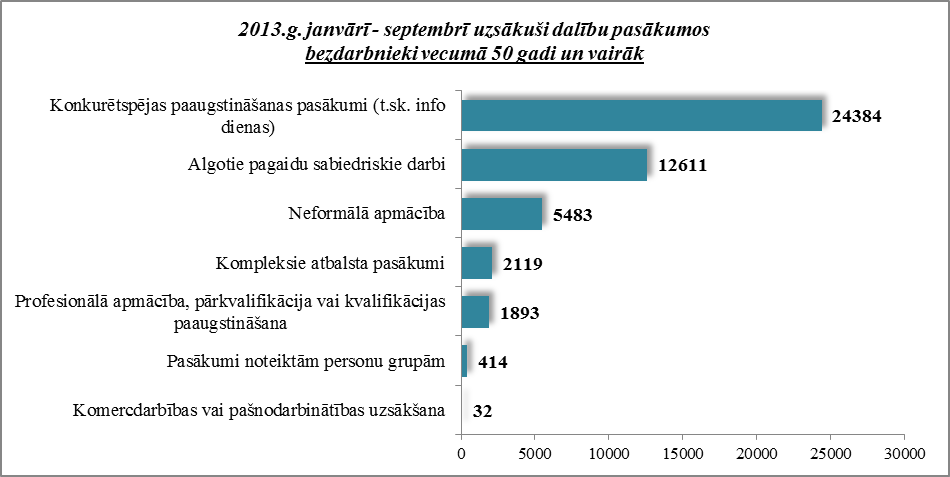 2013.g. janvārī - septembrī uzsākuši dalību pasākumos
bezdarbnieki vecumā 50 gadi un vairāk
Konkurētspējas paaugstināšanas pasākumi (t.sk. info
dienas)
24384
Algotie pagaidu sabiedriskie darbi
12611
Neformālā apmācība
5483
Kompleksie atbalsta pasākumi
2119
Profesionālā apmācība, pārkvalifikācija vai kvalifikācijas
paaugstināšana
1893
Pasākumi noteiktām personu grupām
414
Komercdarbības vai pašnodarbinātības uzsākšana
32
0 5000 10000 15000 20000 25000 30000